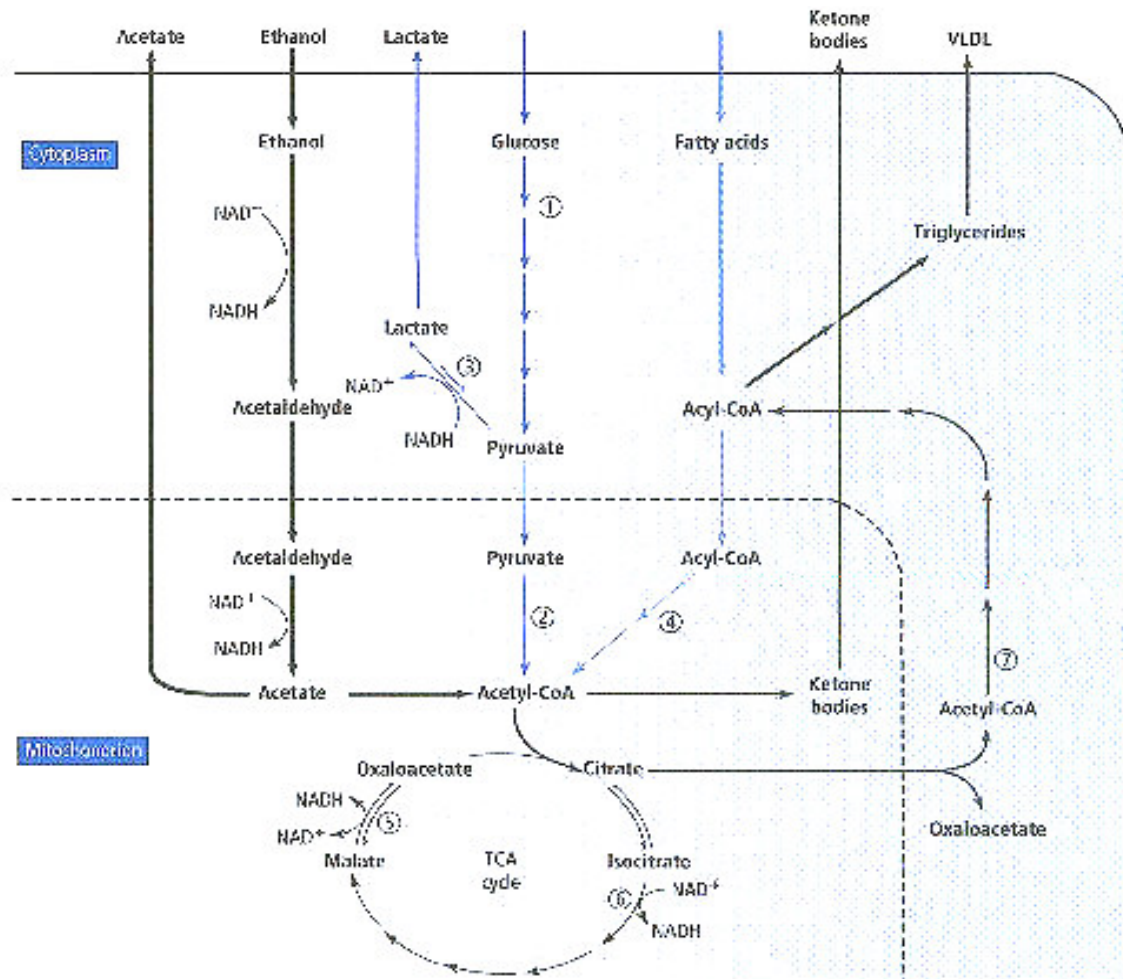 Acetate
Ethanol
Lactate
Ketone
bodies
VLDL
Cytoplasm
Ethanol
Glucose
Fatty acids
①
NAD⁺
Triglycerides
NADH
Lactate
③
NAD⁺
Acetaldehyde
NADH
Pyruvate
Acyl-CoA
Acetaldehyde
Pyruvate
Acyl-CoA
NAD⁺
②
④
NADH
⑦
Acetate
Acetyl-CoA
Ketone
bodies
Acetyl-CoA
Mitochondrion
Oxaloacetate
Citrate
NADH
NAD⁺
⑤
Oxaloacetate
Malate
TCA
cycle
Isocitrate
⑥
NAD⁺
NADH